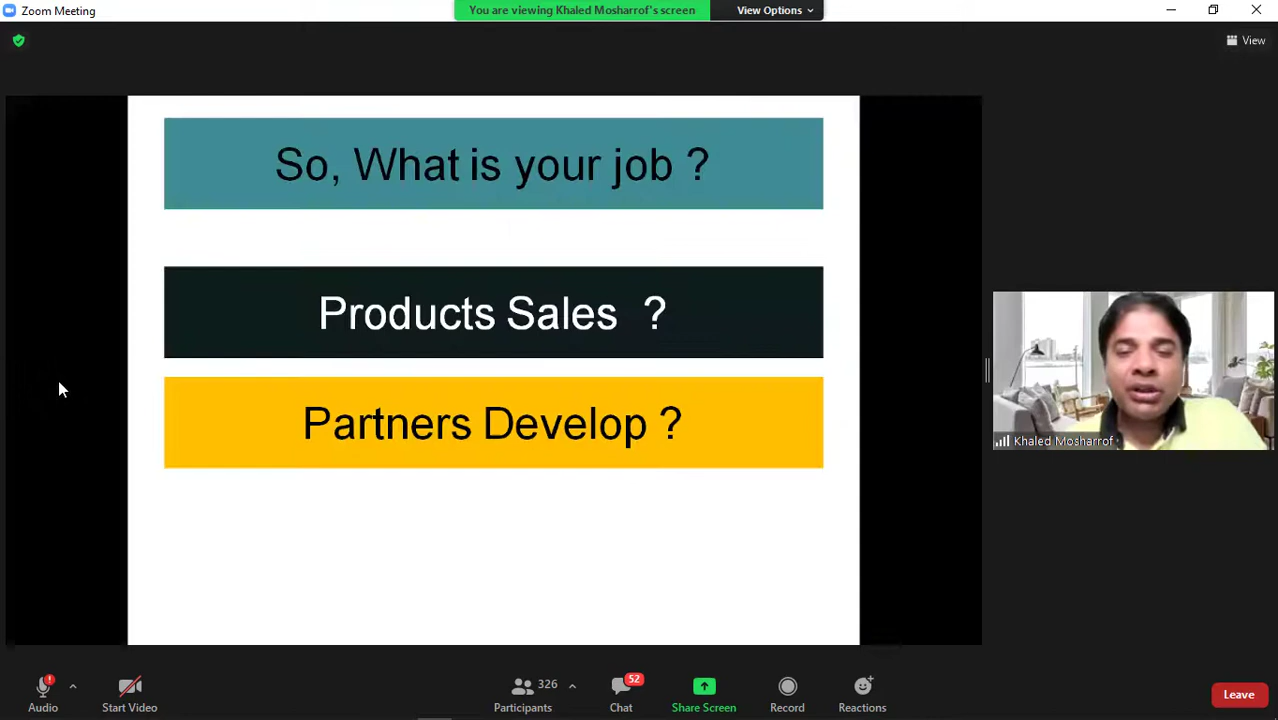 Zoom Meeting
You are viewing Khaled Mosharrof's screen
View Options
View
So, What is your job ?
Products Sales ?
Partners Develop ?
Khaled Mosharrof
!
326
52
Audio
Start Video
Participants
Chat
Share Screen
Record
Reactions
Leave